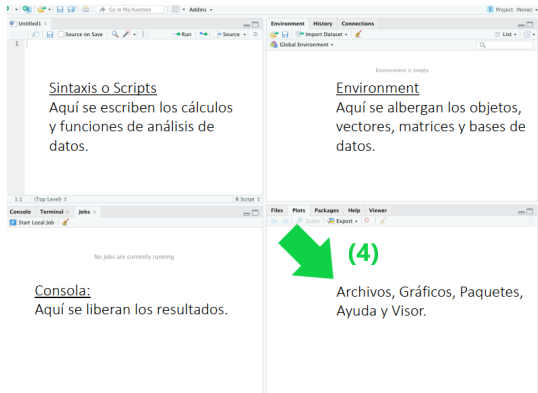 Go to file/function
Addins
Project: (None)
Untitled1
Source on Save
Run
Source
1
Sintaxis o Scripts
Aquí se escriben los cálculos
y funciones de análisis de
datos.
1:1
(Top Level)
R Script
Environment History Connections
Import Dataset
List
Global Environment
Environment is empty
Environment
Aquí se albergan los objetos,
vectores, matrices y bases de
datos.
Console Terminal Jobs
Start Local Job
No jobs are currently running
Consola:
Aquí se liberan los resultados.
Files Plots Packages Help Viewer
Zoom
Export
(4)
Archivos, Gráficos, Paquetes,
Ayuda y Visor.